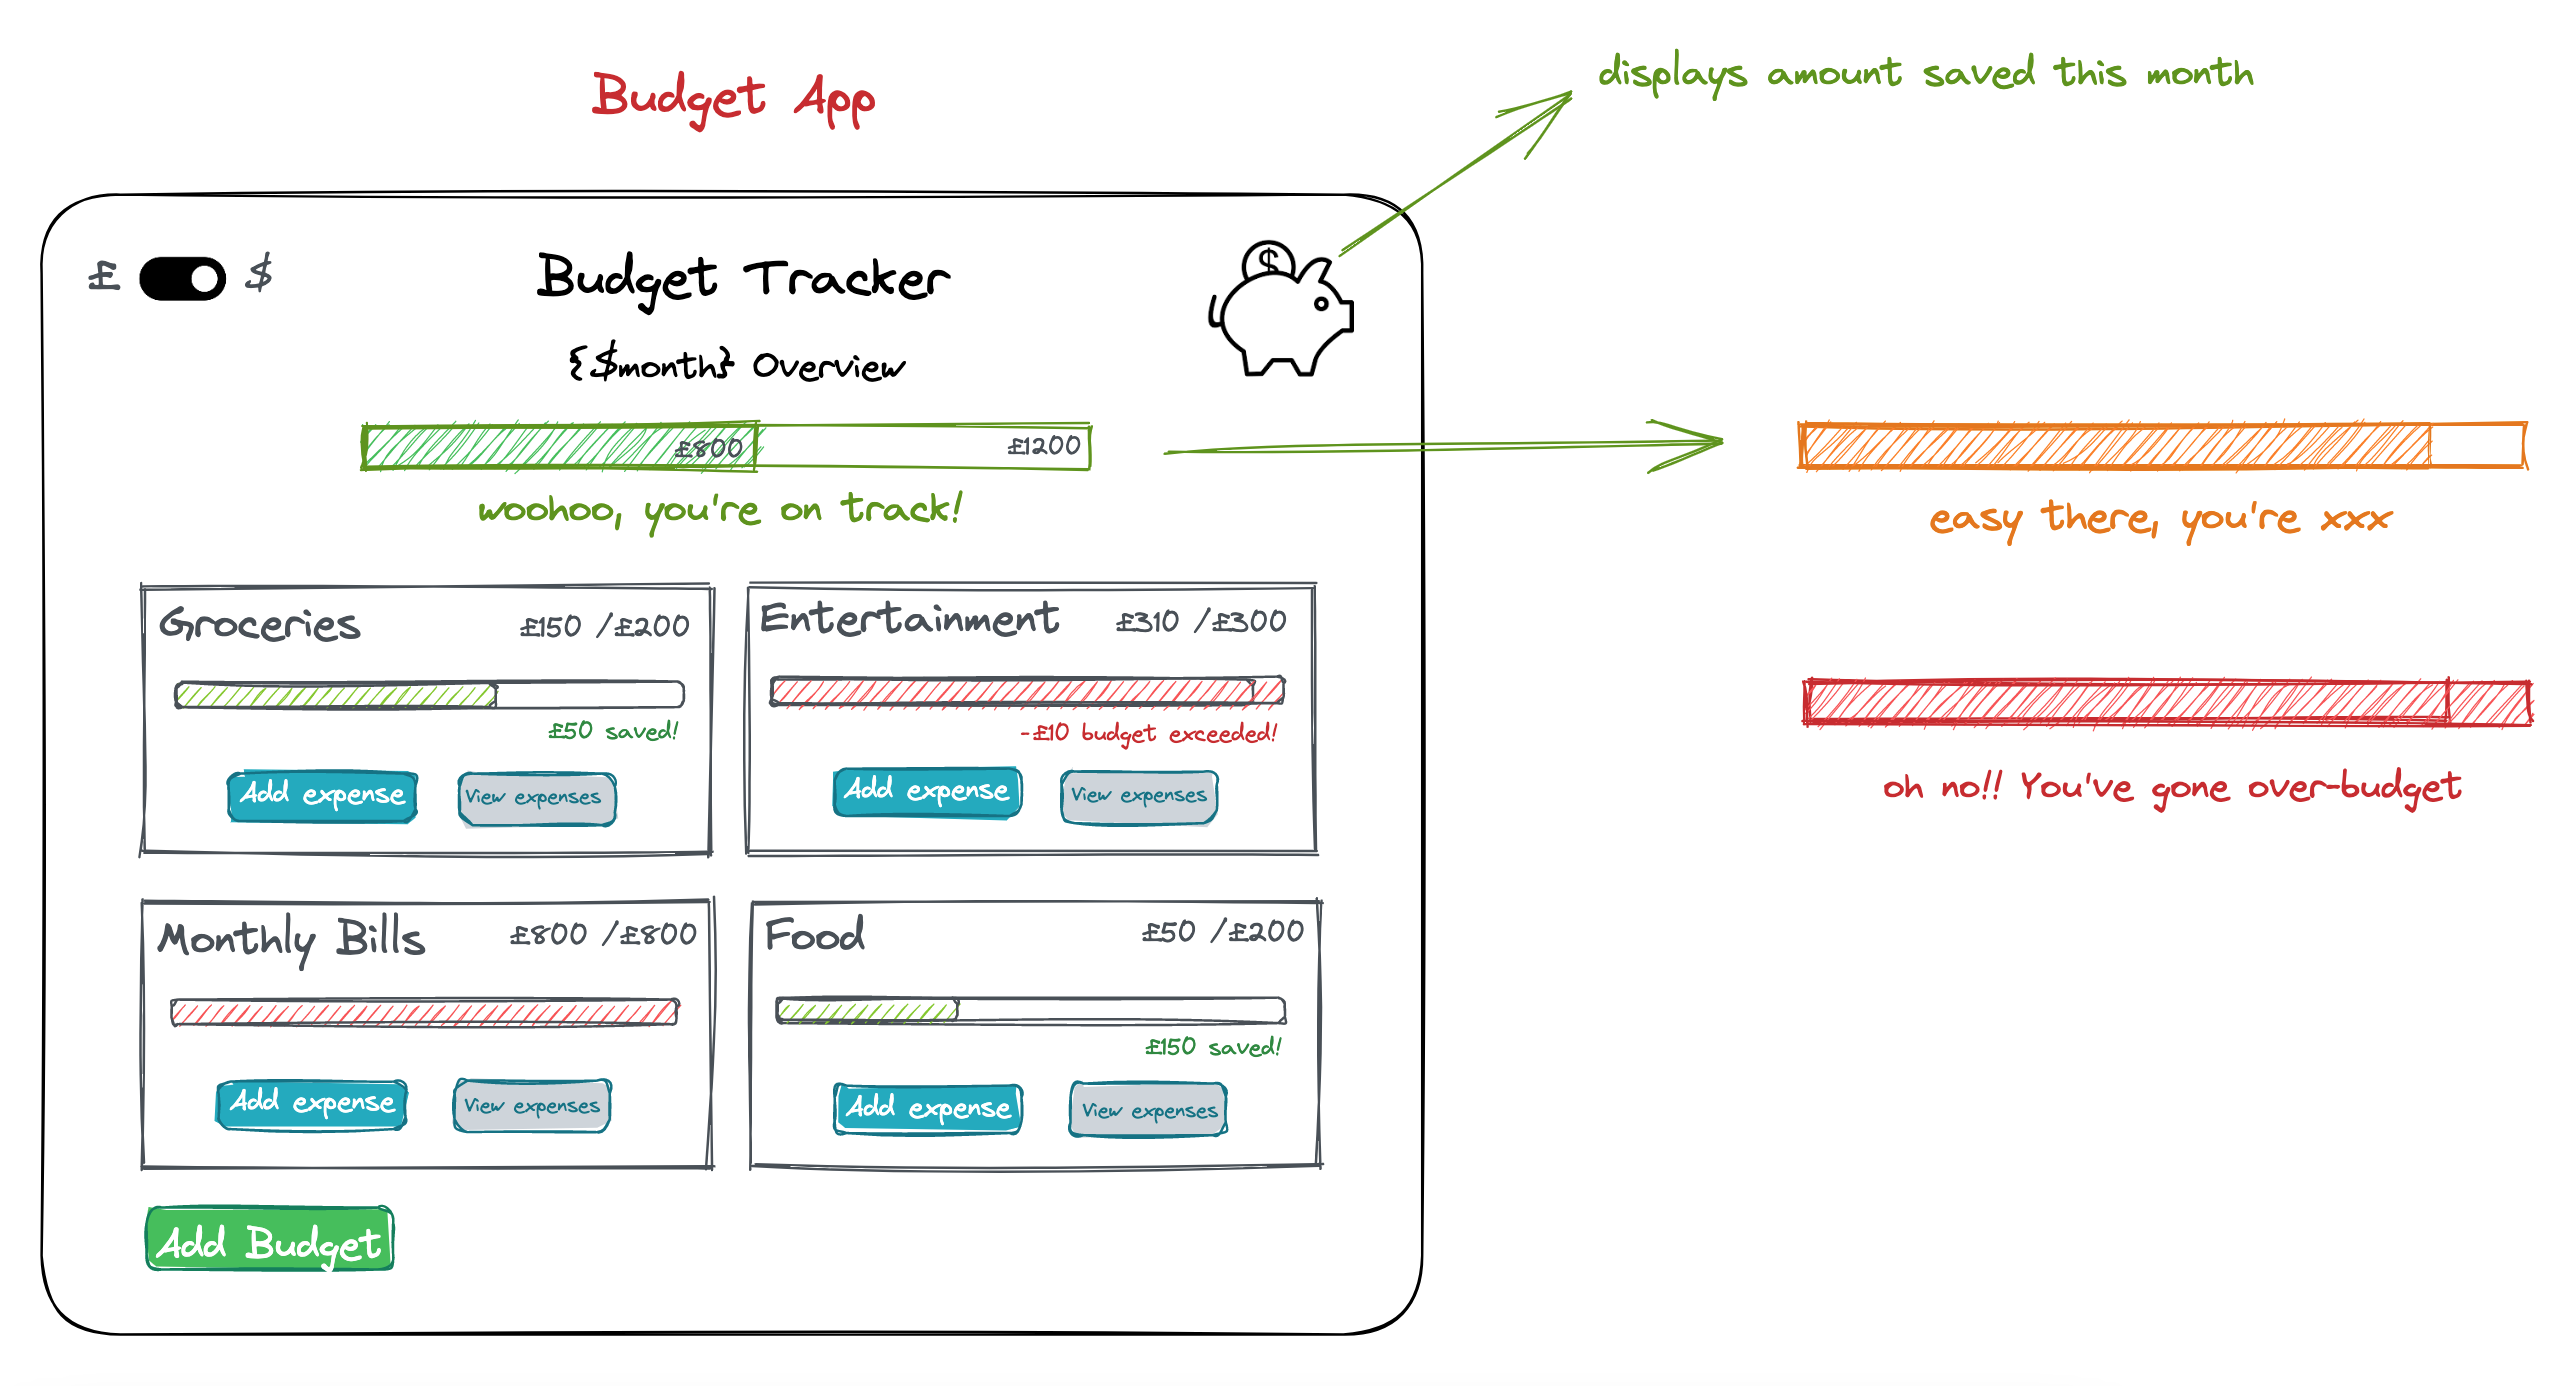 displays amount saved this month
Budget App
£ $
Budget Tracker
$
{$month} Overview
£800 £1200
woohoo, you're on track!
easy there, you're xxx
oh no!! You've gone over-budget
Groceries £150 /£200
£50 saved!
Add expense View expenses
Entertainment £310 /£300
-£10 budget exceeded!
Add expense View expenses
Monthly Bills £800 /£800
Add expense View expenses
Food £50 /£200
£150 saved!
Add expense View expenses
Add Budget